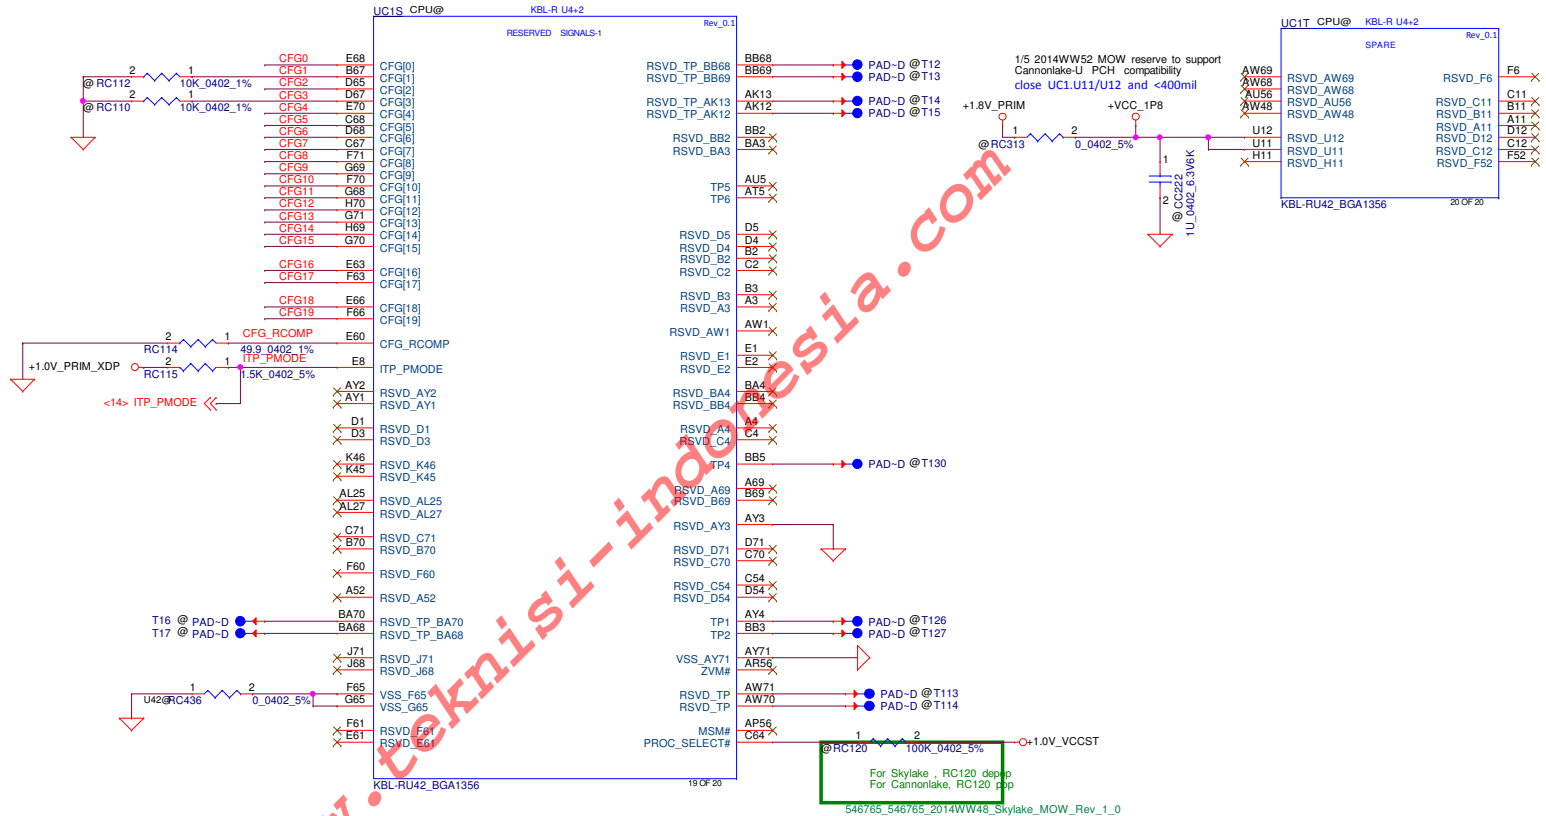 UC1S CPU@ KBL-R U4+2
Rev_0.1
RESERVED SIGNALS-1
CFG0 E68 CFG[0]
CFG1 B67 CFG[1]
CFG2 D65 CFG[2]
CFG3 D67 CFG[3]
CFG4 E70 CFG[4]
CFG5 C68 CFG[5]
CFG6 D68 CFG[6]
CFG7 C67 CFG[7]
CFG8 F71 CFG[8]
CFG9 G69 CFG[9]
CFG10 F70 CFG[10]
CFG11 G68 CFG[11]
CFG12 H70 CFG[12]
CFG13 G71 CFG[13]
CFG14 H69 CFG[14]
CFG15 G70 CFG[15]
CFG16 E63 CFG[16]
CFG17 F63 CFG[17]
CFG18 E66 CFG[18]
CFG19 F66 CFG[19]
2 1
@RC112 10K_0402_1%
2 1
@RC110 10K_0402_1%
2 1 CFG_RCOMP E60 CFG_RCOMP
RC114 49.9_0402_1%
+1.0V_PRIM_XDP 2 1 ITP_PMODE E8 ITP_PMODE
RC115 1.5K_0402_5%
<14> ITP_PMODE
AY2 RSVD_AY2
AY1 RSVD_AY1
D1 RSVD_D1
D3 RSVD_D3
K46 RSVD_K46
K45 RSVD_K45
AL25 RSVD_AL25
AL27 RSVD_AL27
C71 RSVD_C71
B70 RSVD_B70
F60 RSVD_F60
A52 RSVD_A52
T16 @ PAD~D BA70 RSVD_TP_BA70
T17 @ PAD~D BA68 RSVD_TP_BA68
J71 RSVD_J71
J68 RSVD_J68
1 2 F65 VSS_F65
U42@RC436 0_0402_5% G65 VSS_G65
F61 RSVD_F61
E61 RSVD_E61
KBL-RU42_BGA1356 19 OF 20
RSVD_TP_BB68 BB68 PAD~D @T12
RSVD_TP_BB69 BB69 PAD~D @T13
RSVD_TP_AK13 AK13 PAD~D @T14
RSVD_TP_AK12 AK12 PAD~D @T15
RSVD_BB2 BB2
RSVD_BA3 BA3
TP5 AU5
TP6 AT5
RSVD_D5 D5
RSVD_D4 D4
RSVD_B2 B2
RSVD_C2 C2
RSVD_B3 B3
RSVD_A3 A3
RSVD_AW1 AW1
RSVD_E1 E1
RSVD_E2 E2
RSVD_BA4 BA4
RSVD_BB4 BB4
RSVD_A4 A4
RSVD_C4 C4
TP4 BB5 PAD~D @T130
RSVD_A69 A69
RSVD_B69 B69
RSVD_AY3 AY3
RSVD_D71 D71
RSVD_C70 C70
RSVD_C54 C54
RSVD_D54 D54
TP1 AY4 PAD~D @T126
TP2 BB3 PAD~D @T127
VSS_AY71 AY71
ZVM# AR56
RSVD_TP AW71 PAD~D @T113
RSVD_TP AW70 PAD~D @T114
MSM# AP56
PROC_SELECT# C64 1 2 +1.0V_VCCST
@RC120 100K_0402_5%
For Skylake , RC120 depop
For Cannonlake, RC120 pop
546765_546765_2014WW48_Skylake_MOW_Rev_1_0
1/5 2014WW52 MOW reserve to support
Cannonlake-U PCH compatibility
close UC1.U11/U12 and <400mil
+1.8V_PRIM +VCC_1P8
1 2
@RC313 0_0402_5%
1
2
@ CC222
1U_0402_6.3V6K
UC1T CPU@ KBL-R U4+2
Rev_0.1
SPARE
AW69 RSVD_AW69 RSVD_F6 F6
AW68 RSVD_AW68
AU56 RSVD_AU56 RSVD_C11 C11
AW48 RSVD_AW48 RSVD_B11 B11
RSVD_A11 A11
U12 RSVD_U12 RSVD_D12 D12
U11 RSVD_U11 RSVD_C12 C12
H11 RSVD_H11 RSVD_F52 F52
KBL-RU42_BGA1356 20 OF 20
w.teknisi-indonesia.com